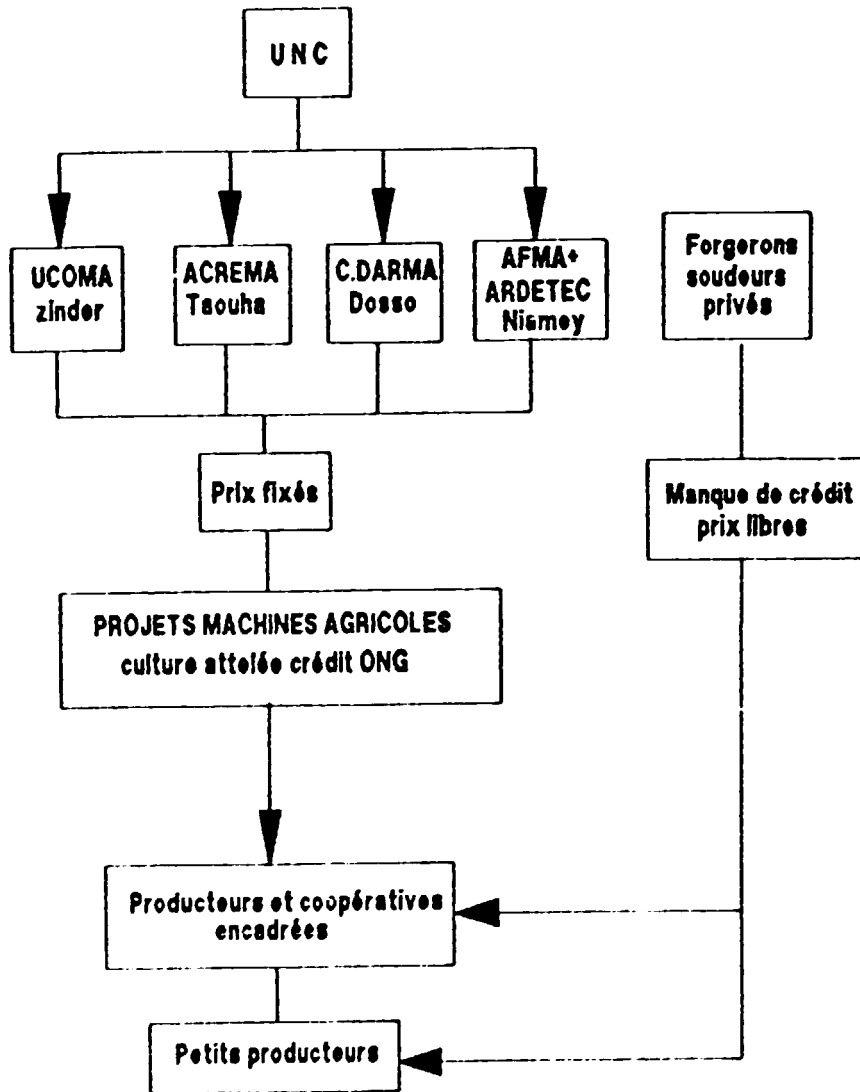 UNC
UCOMA
zinder
ACREMA
Taouha
C.DARMA
Dosso
AFMA+
ARDETEC
Niamey
Forgerons
soudeurs
privés
Prix fixés
Manque de crédit
prix libres
PROJETS MACHINES AGRICOLES
culture attelée crédit ONG
Producteurs et coopératives
encadrées
Petits producteurs